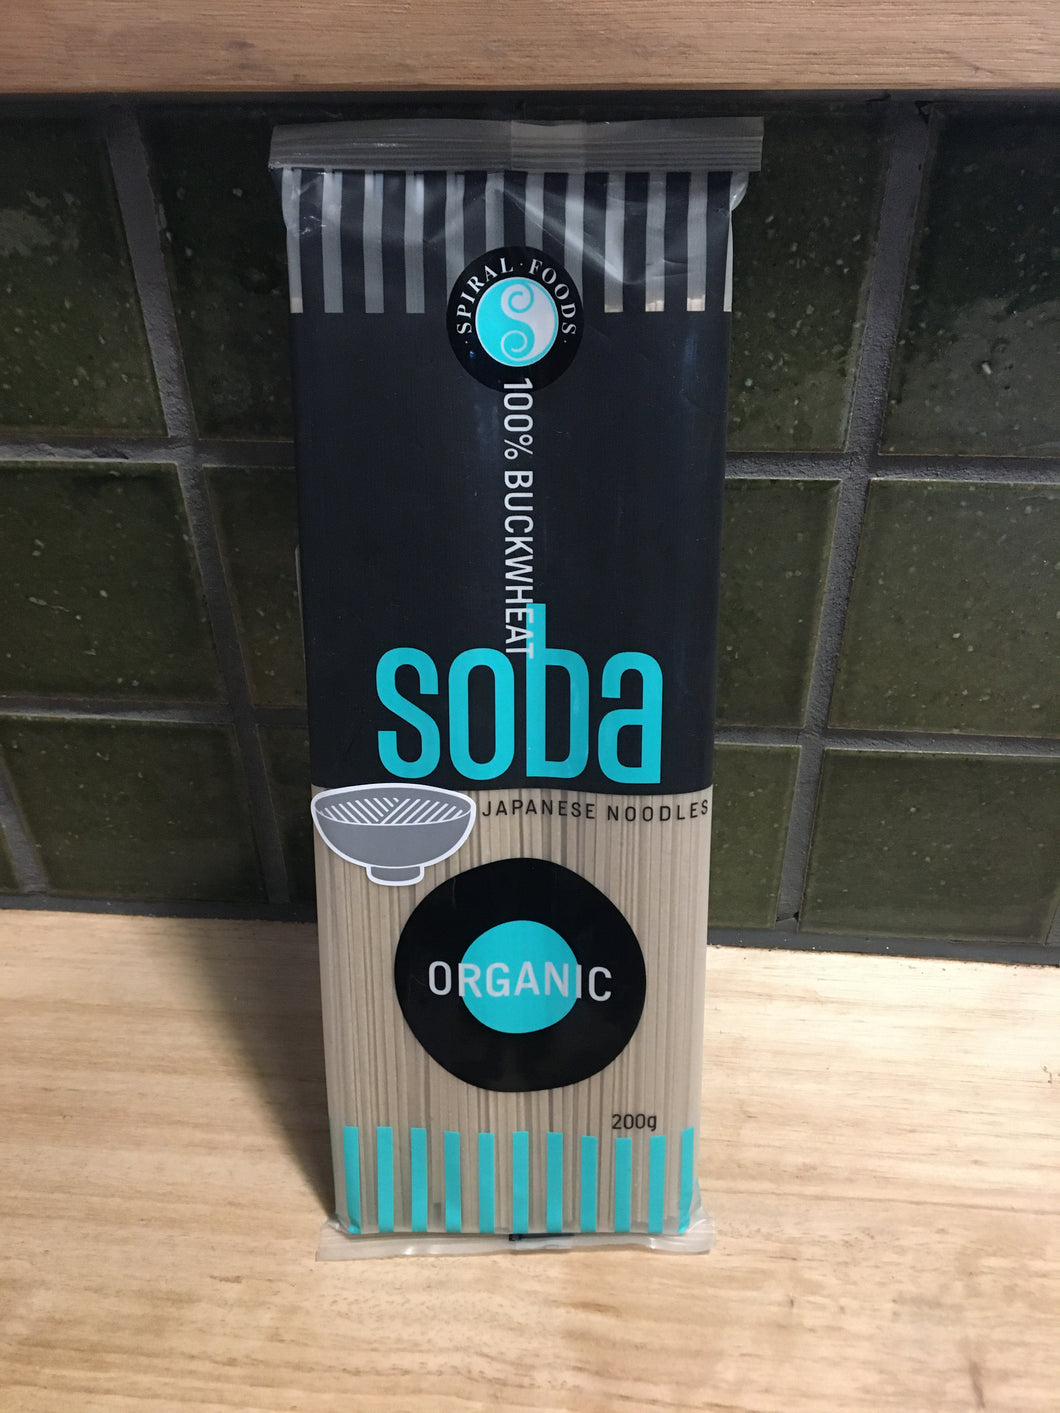 ·SPIRAL·FOODS·
100% BUCKWHEAT
soba
JAPANESE NOODLES
ORGANIC
200g